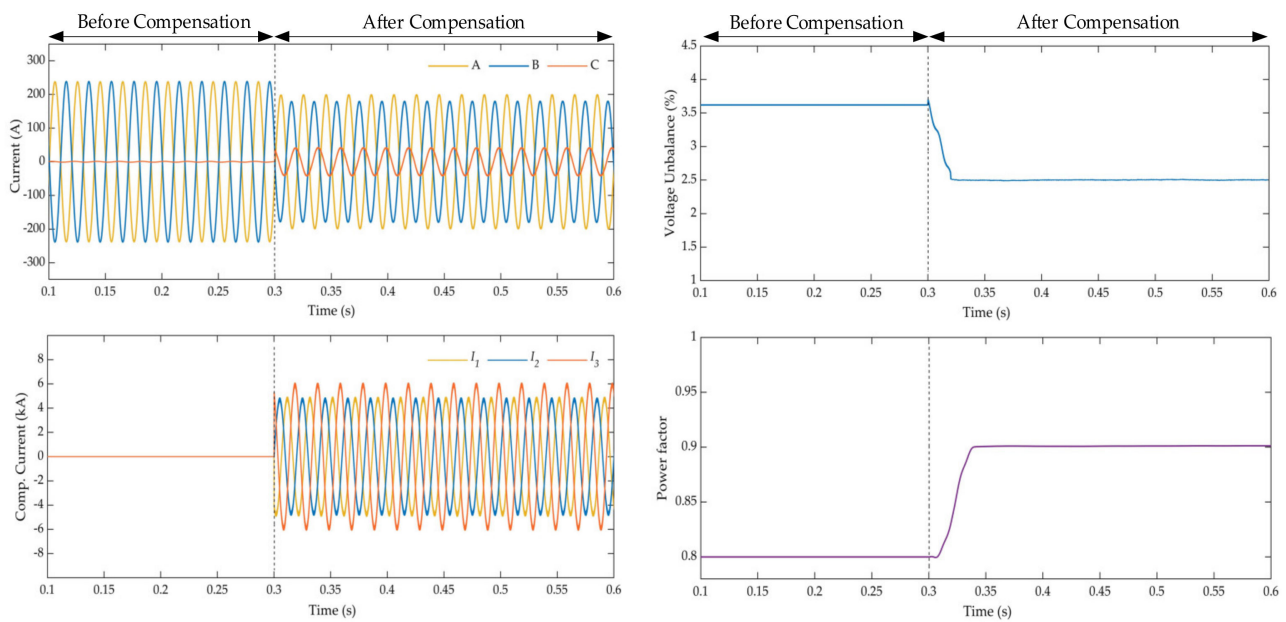 Before Compensation After Compensation
300
200
100
0
-100
-200
-300
Current (A)
A B C
0.1 0.15 0.2 0.25 0.3 0.35 0.4 0.45 0.5 0.55 0.6
Time (s)
Before Compensation After Compensation
4.5
4
3.5
3
2.5
2
1.5
1
Voltage Unbalance (%)
0.1 0.15 0.2 0.25 0.3 0.35 0.4 0.45 0.5 0.55 0.6
Time (s)
8
6
4
2
0
-2
-4
-6
-8
Comp. Current (kA)
I1 I2 I3
0.1 0.15 0.2 0.25 0.3 0.35 0.4 0.45 0.5 0.55 0.6
Time (s)
1
0.95
0.9
0.85
0.8
Power factor
0.1 0.15 0.2 0.25 0.3 0.35 0.4 0.45 0.5 0.55 0.6
Time (s)